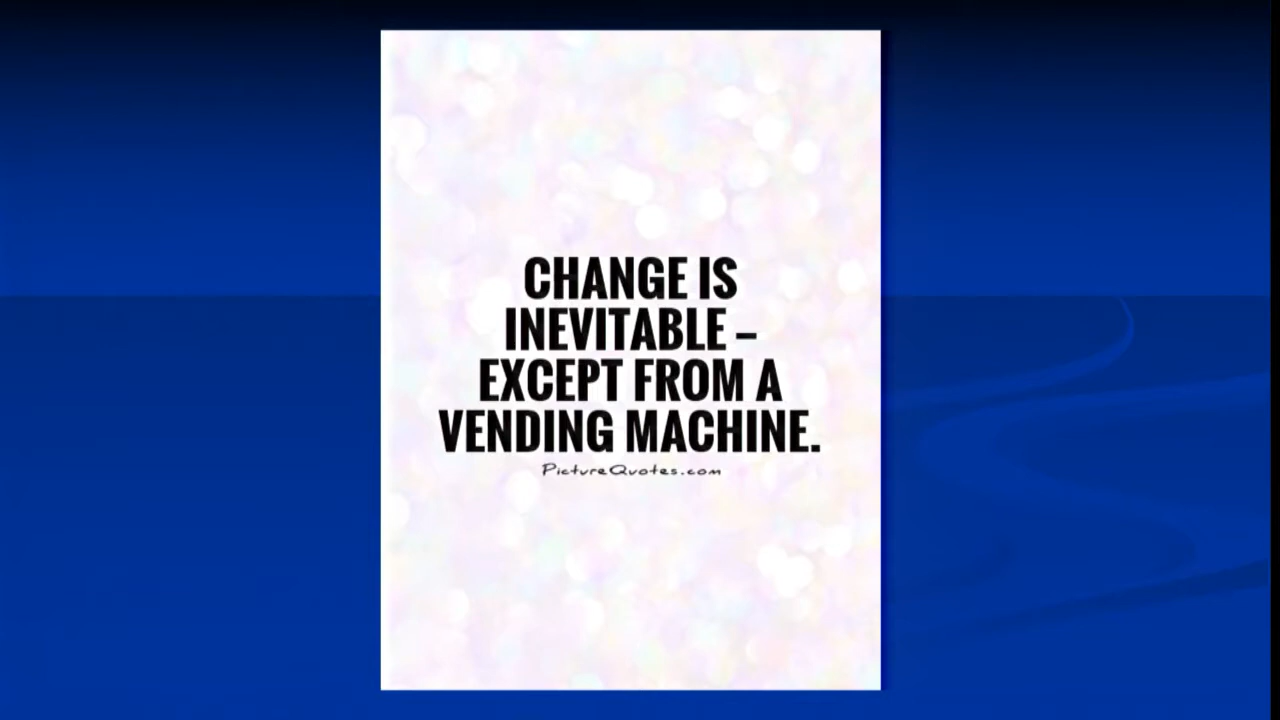 CHANGE IS
INEVITABLE –
EXCEPT FROM A
VENDING MACHINE.
PictureQuotes.com